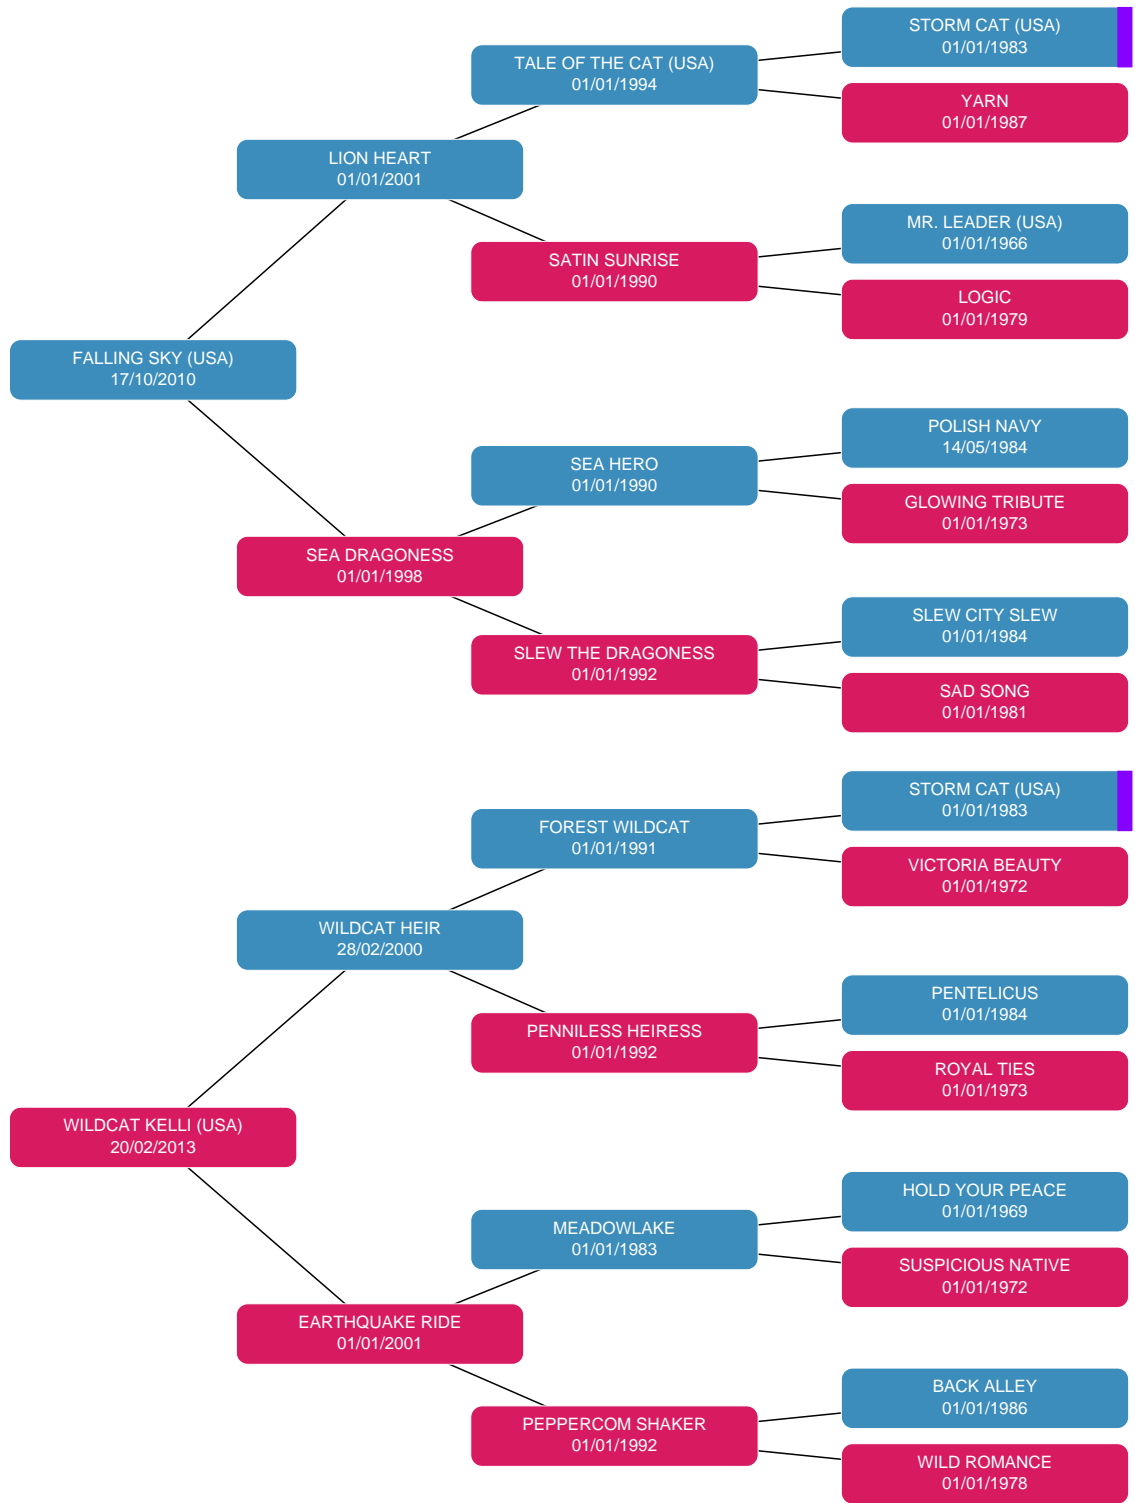 STORM CAT (USA)
01/01/1983
TALE OF THE CAT (USA)
01/01/1994
YARN
01/01/1987
LION HEART
01/01/2001
MR. LEADER (USA)
01/01/1966
SATIN SUNRISE
01/01/1990
LOGIC
01/01/1979
FALLING SKY (USA)
17/10/2010
POLISH NAVY
14/05/1984
SEA HERO
01/01/1990
GLOWING TRIBUTE
01/01/1973
SEA DRAGONESS
01/01/1998
SLEW CITY SLEW
01/01/1984
SLEW THE DRAGONESS
01/01/1992
SAD SONG
01/01/1981
STORM CAT (USA)
01/01/1983
FOREST WILDCAT
01/01/1991
VICTORIA BEAUTY
01/01/1972
WILDCAT HEIR
28/02/2000
PENTELICUS
01/01/1984
PENNILESS HEIRESS
01/01/1992
ROYAL TIES
01/01/1973
WILDCAT KELLI (USA)
20/02/2013
HOLD YOUR PEACE
01/01/1969
MEADOWLAKE
01/01/1983
SUSPICIOUS NATIVE
01/01/1972
EARTHQUAKE RIDE
01/01/2001
BACK ALLEY
01/01/1986
PEPPERCOM SHAKER
01/01/1992
WILD ROMANCE
01/01/1978